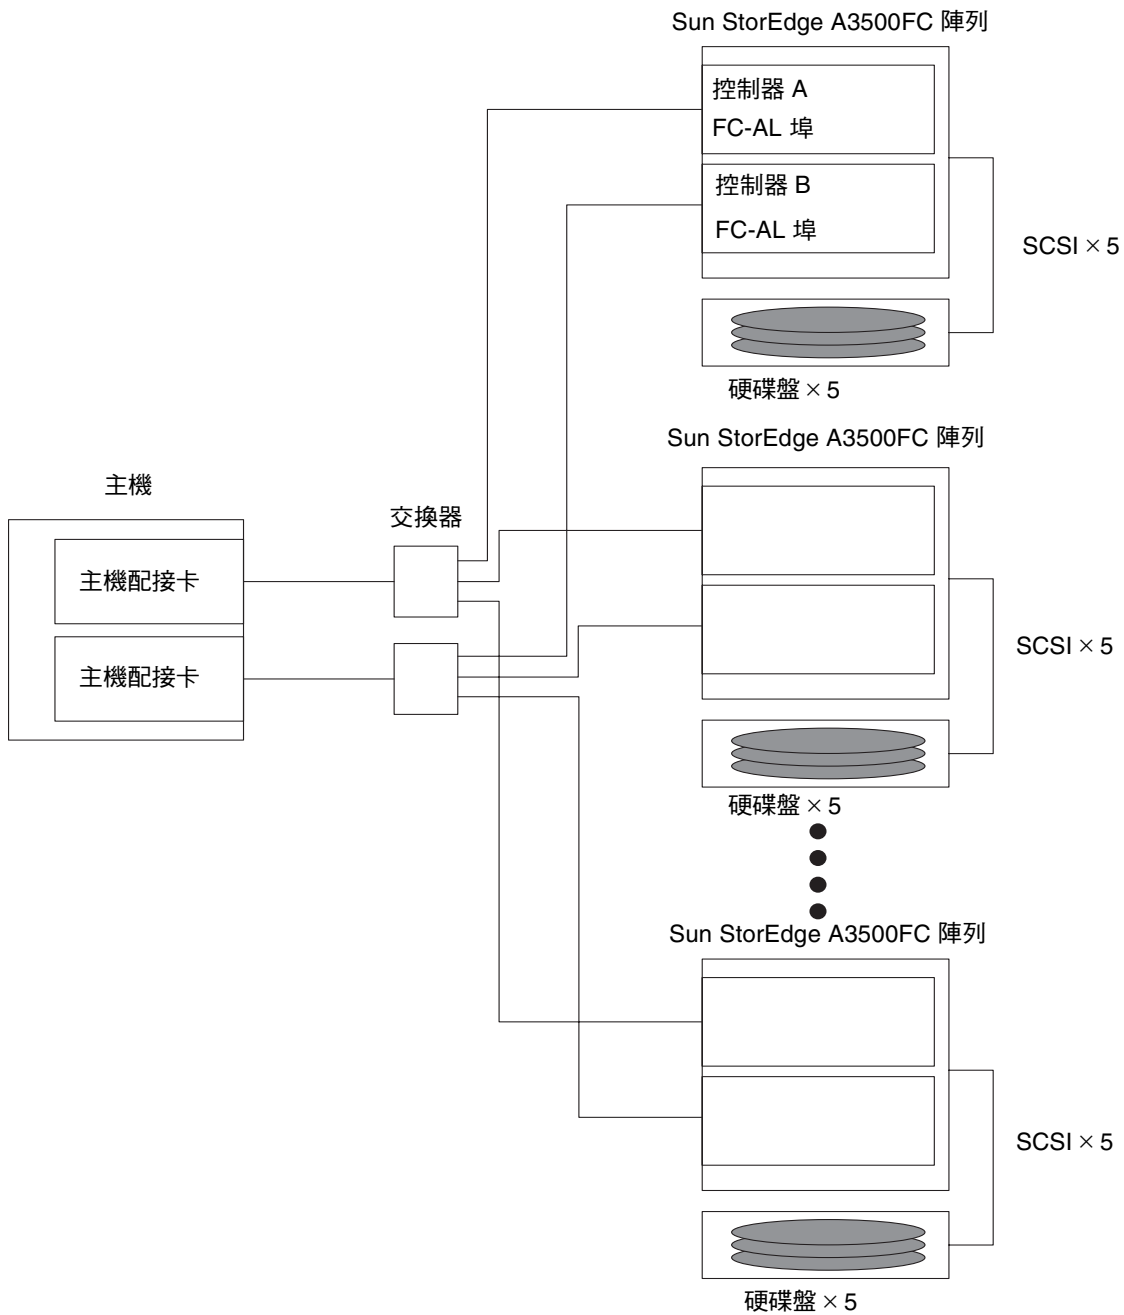 Sun StorEdge A3500FC 陣列
控制器 A
FC-AL 埠
控制器 B
FC-AL 埠
SCSI × 5
硬碟盤 × 5
Sun StorEdge A3500FC 陣列
主機
交換器
主機配接卡
主機配接卡
SCSI × 5
硬碟盤 × 5
Sun StorEdge A3500FC 陣列
SCSI × 5
硬碟盤 × 5